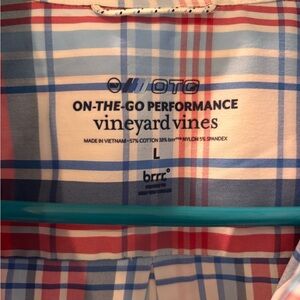 OTG
ON-THE-GO PERFORMANCE
vineyard vines
MADE IN VIETNAM - 57% COTTON 38% brrr° NYLON 5% SPANDEX
L
brrr°